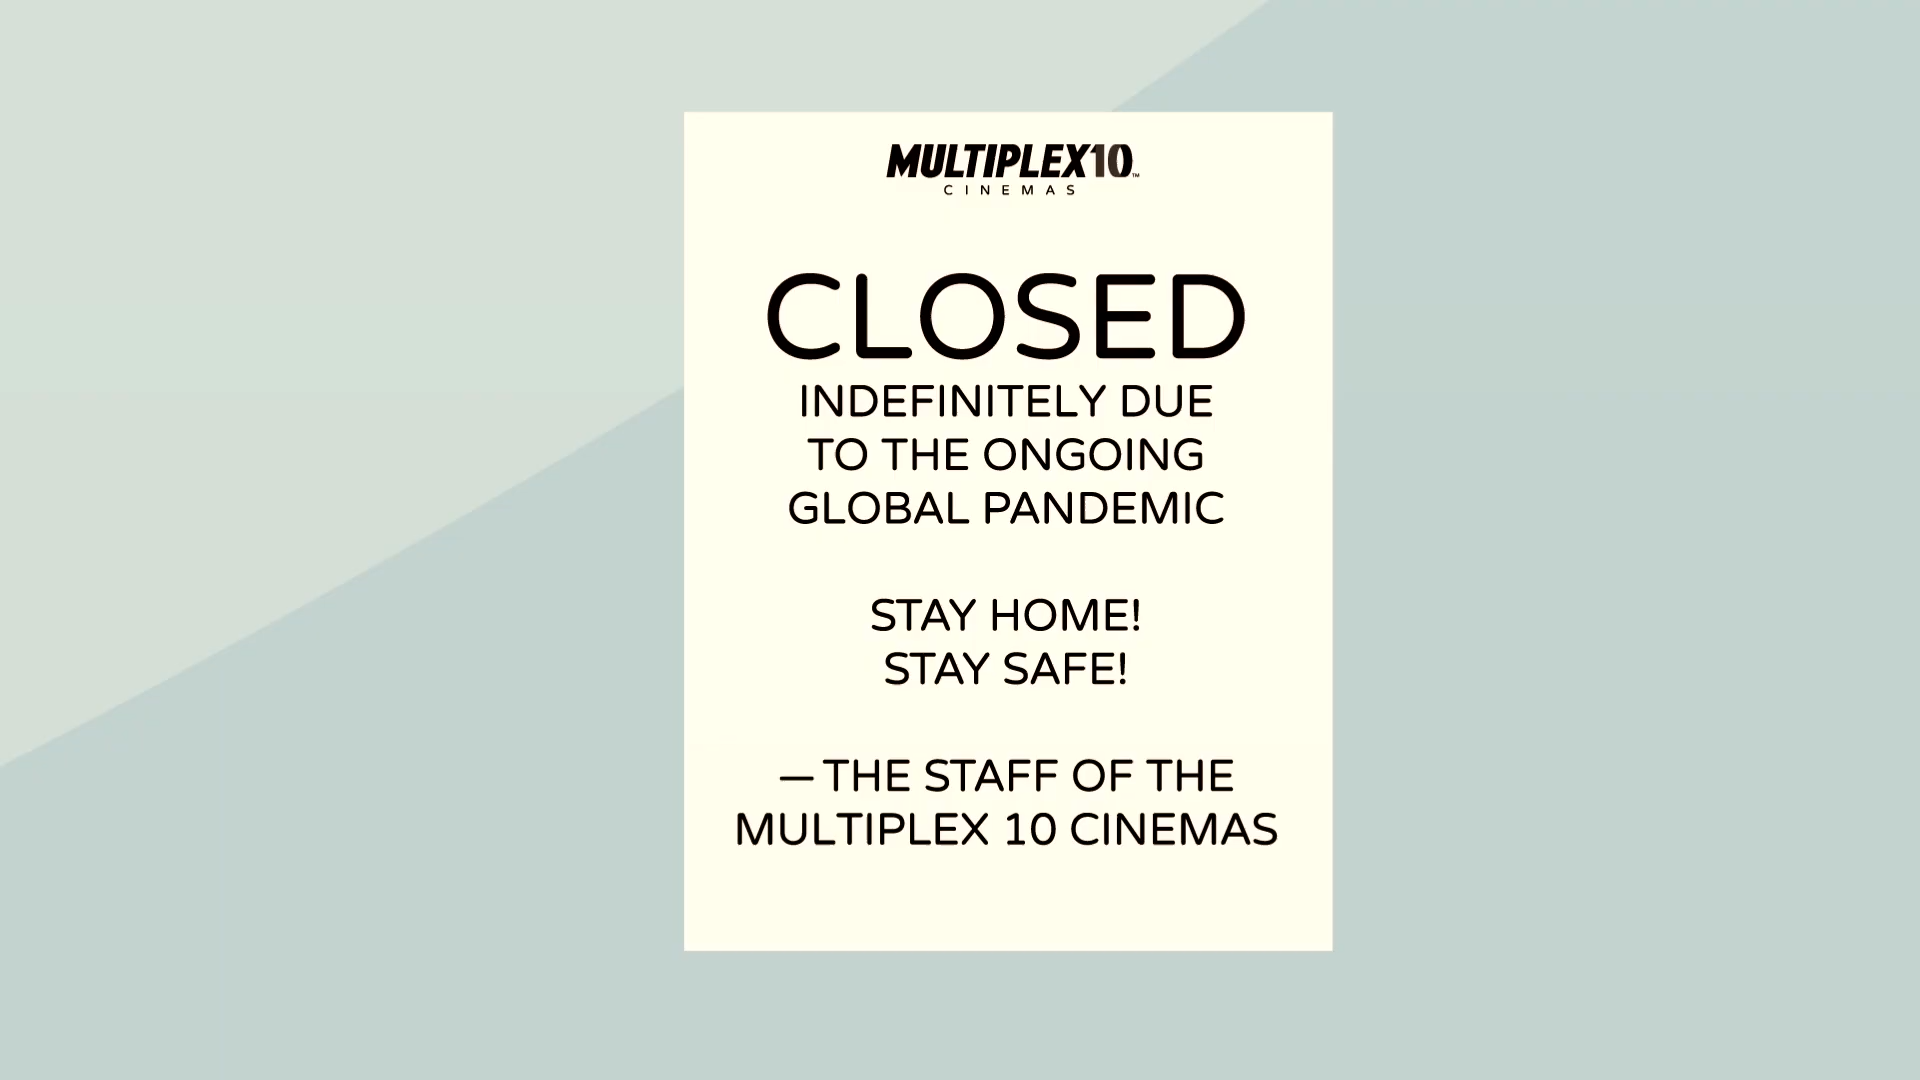 MULTIPLEX10™
CINEMAS
CLOSED
INDEFINITELY DUE
TO THE ONGOING
GLOBAL PANDEMIC
STAY HOME!
STAY SAFE!
— THE STAFF OF THE
MULTIPLEX 10 CINEMAS